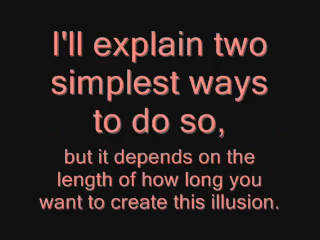 I'll explain two
simplest ways
to do so,
but it depends on the
length of how long you
want to create this illusion.